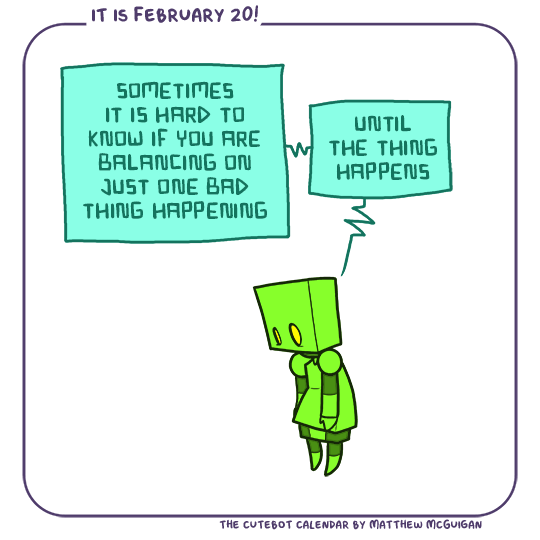 IT IS FEBRUARY 20!
SOMETIMES
IT IS HARD TO
KNOW IF YOU ARE
BALANCING ON
JUST ONE BAD
THING HAPPENING
UNTIL
THE THING
HAPPENS
THE CUTEBOT CALENDAR BY MATTHEW MCGUIGAN